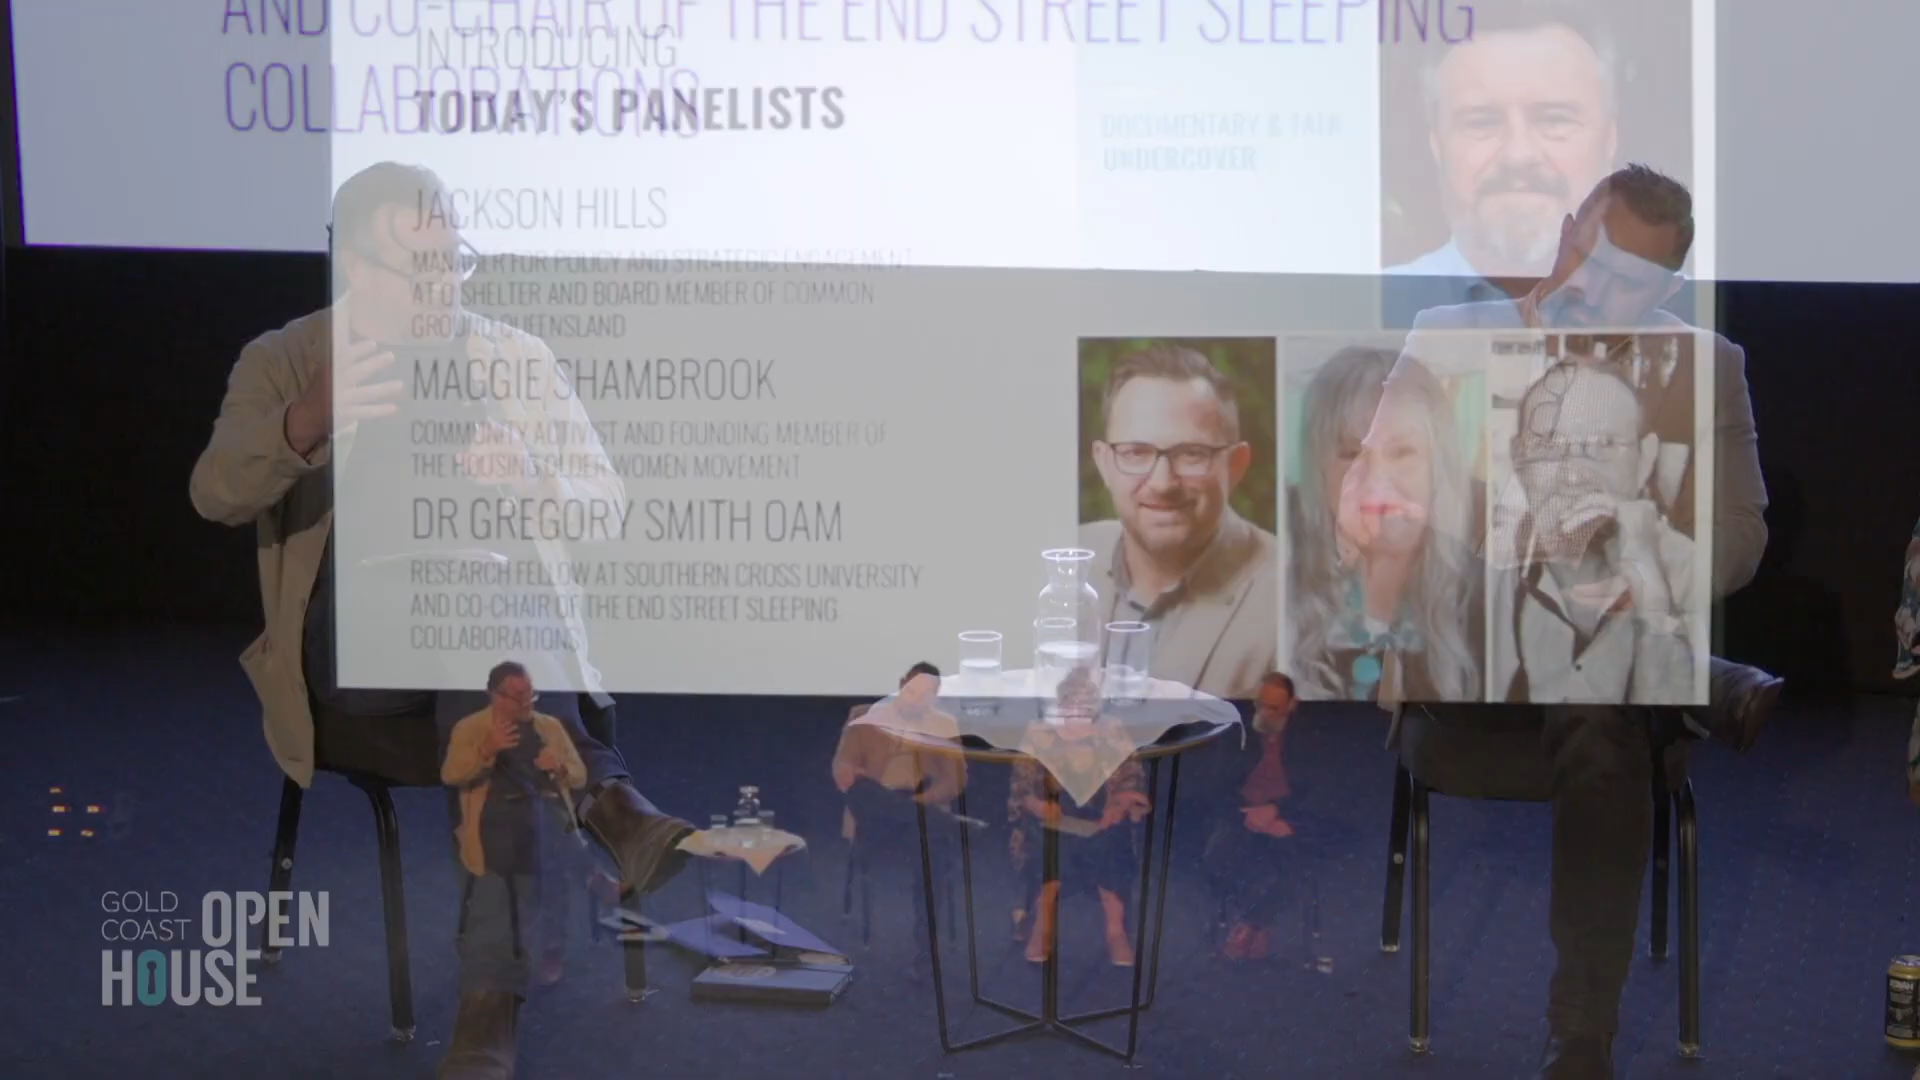 AND CO-CHAIR OF THE END STREET SLEEPING
COLLABORATIONS
INTRODUCING
TODAY'S PANELISTS
DOCUMENTARY & TALK
UNDERCOVER
JACKSON HILLS
MANAGER FOR POLICY AND STRATEGIC ENGAGEMENT
AT Q SHELTER AND BOARD MEMBER OF COMMON
GROUND QUEENSLAND
MAGGIE SHAMBROOK
COMMUNITY ACTIVIST AND FOUNDING MEMBER OF
THE HOUSING OLDER WOMEN MOVEMENT
DR GREGORY SMITH OAM
RESEARCH FELLOW AT SOUTHERN CROSS UNIVERSITY
AND CO-CHAIR OF THE END STREET SLEEPING
COLLABORATIONS
GOLD
COAST OPEN
HOUSE